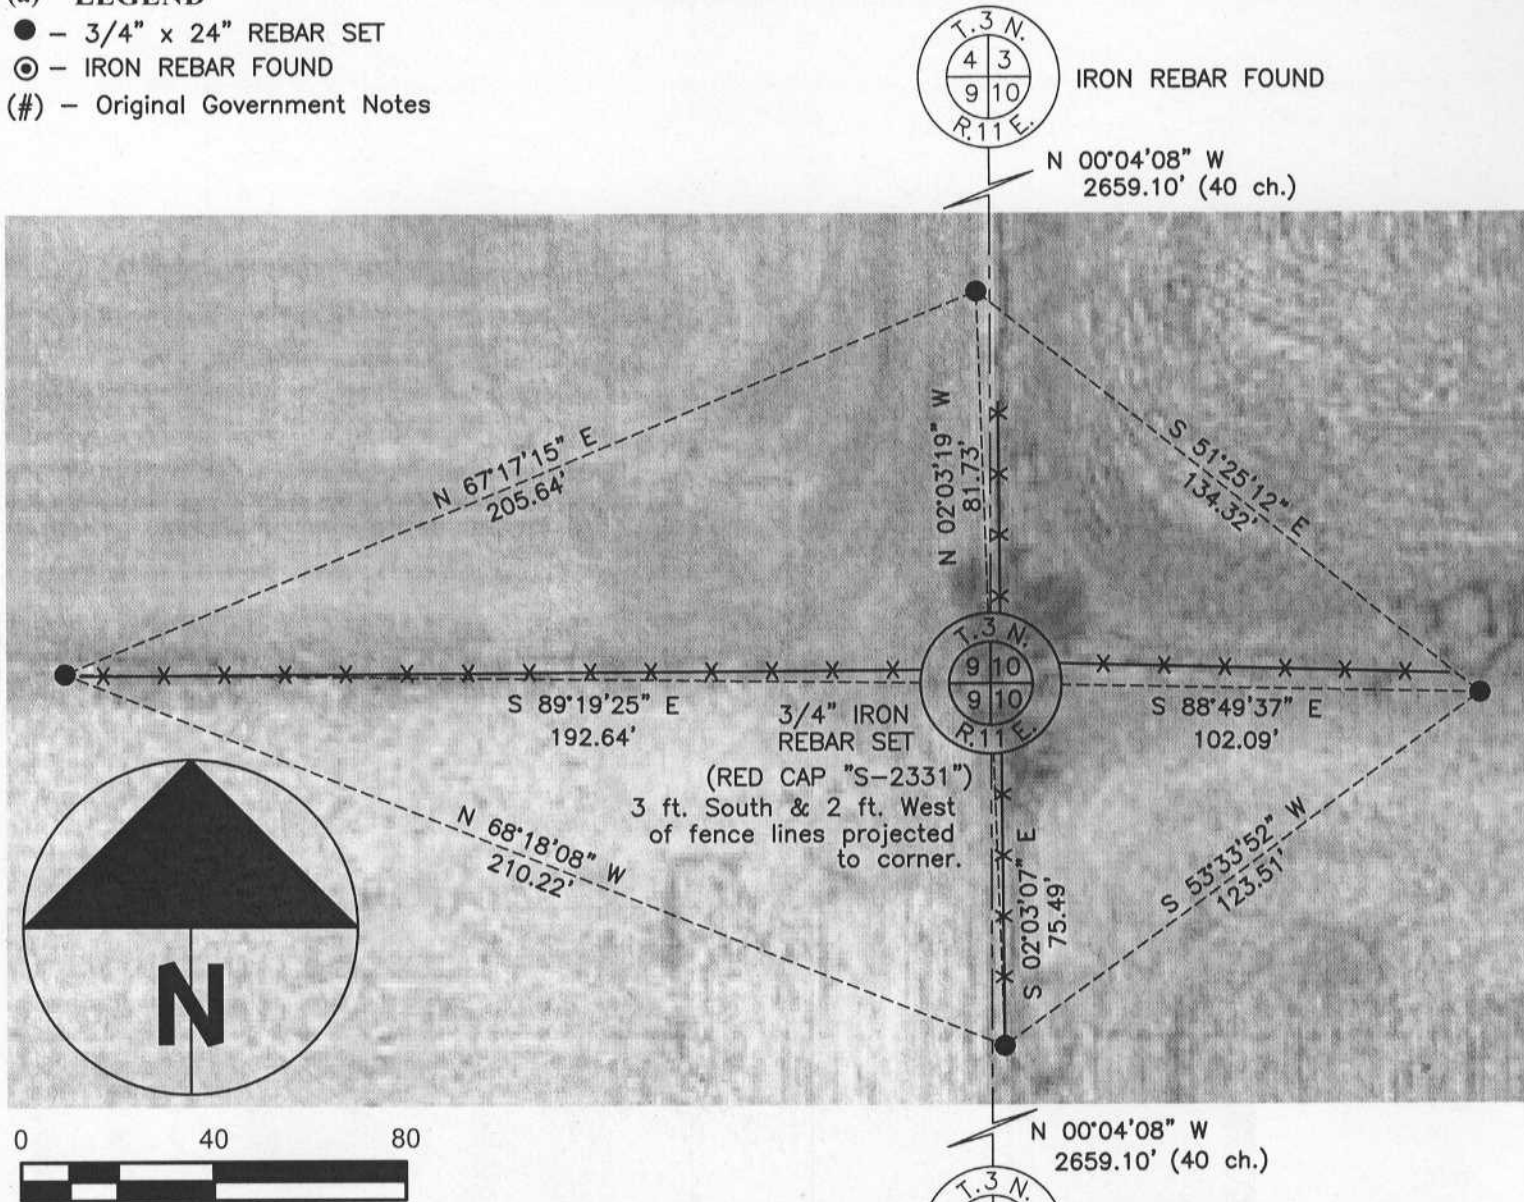 LEGEND
● – 3/4" x 24" REBAR SET
◉ – IRON REBAR FOUND
(#) – Original Government Notes
T. 3 N.
4 3
9 10
R. 11 E.
IRON REBAR FOUND
N 00°04'08" W
2659.10' (40 ch.)
N 67°17'15" E
205.64'
N 02°03'19" W
81.73'
S 51°25'12" E
134.32'
T. 3 N.
9 10
9 10
R. 11 E.
S 89°19'25" E
192.64'
3/4" IRON
REBAR SET
(RED CAP "S-2331")
3 ft. South & 2 ft. West
of fence lines projected
to corner.
S 88°49'37" E
102.09'
N 68°18'08" W
210.22'
S 02°03'07" E
75.49'
S 53°33'52" W
123.51'
N
0 40 80
N 00°04'08" W
2659.10' (40 ch.)
T. 3 N.